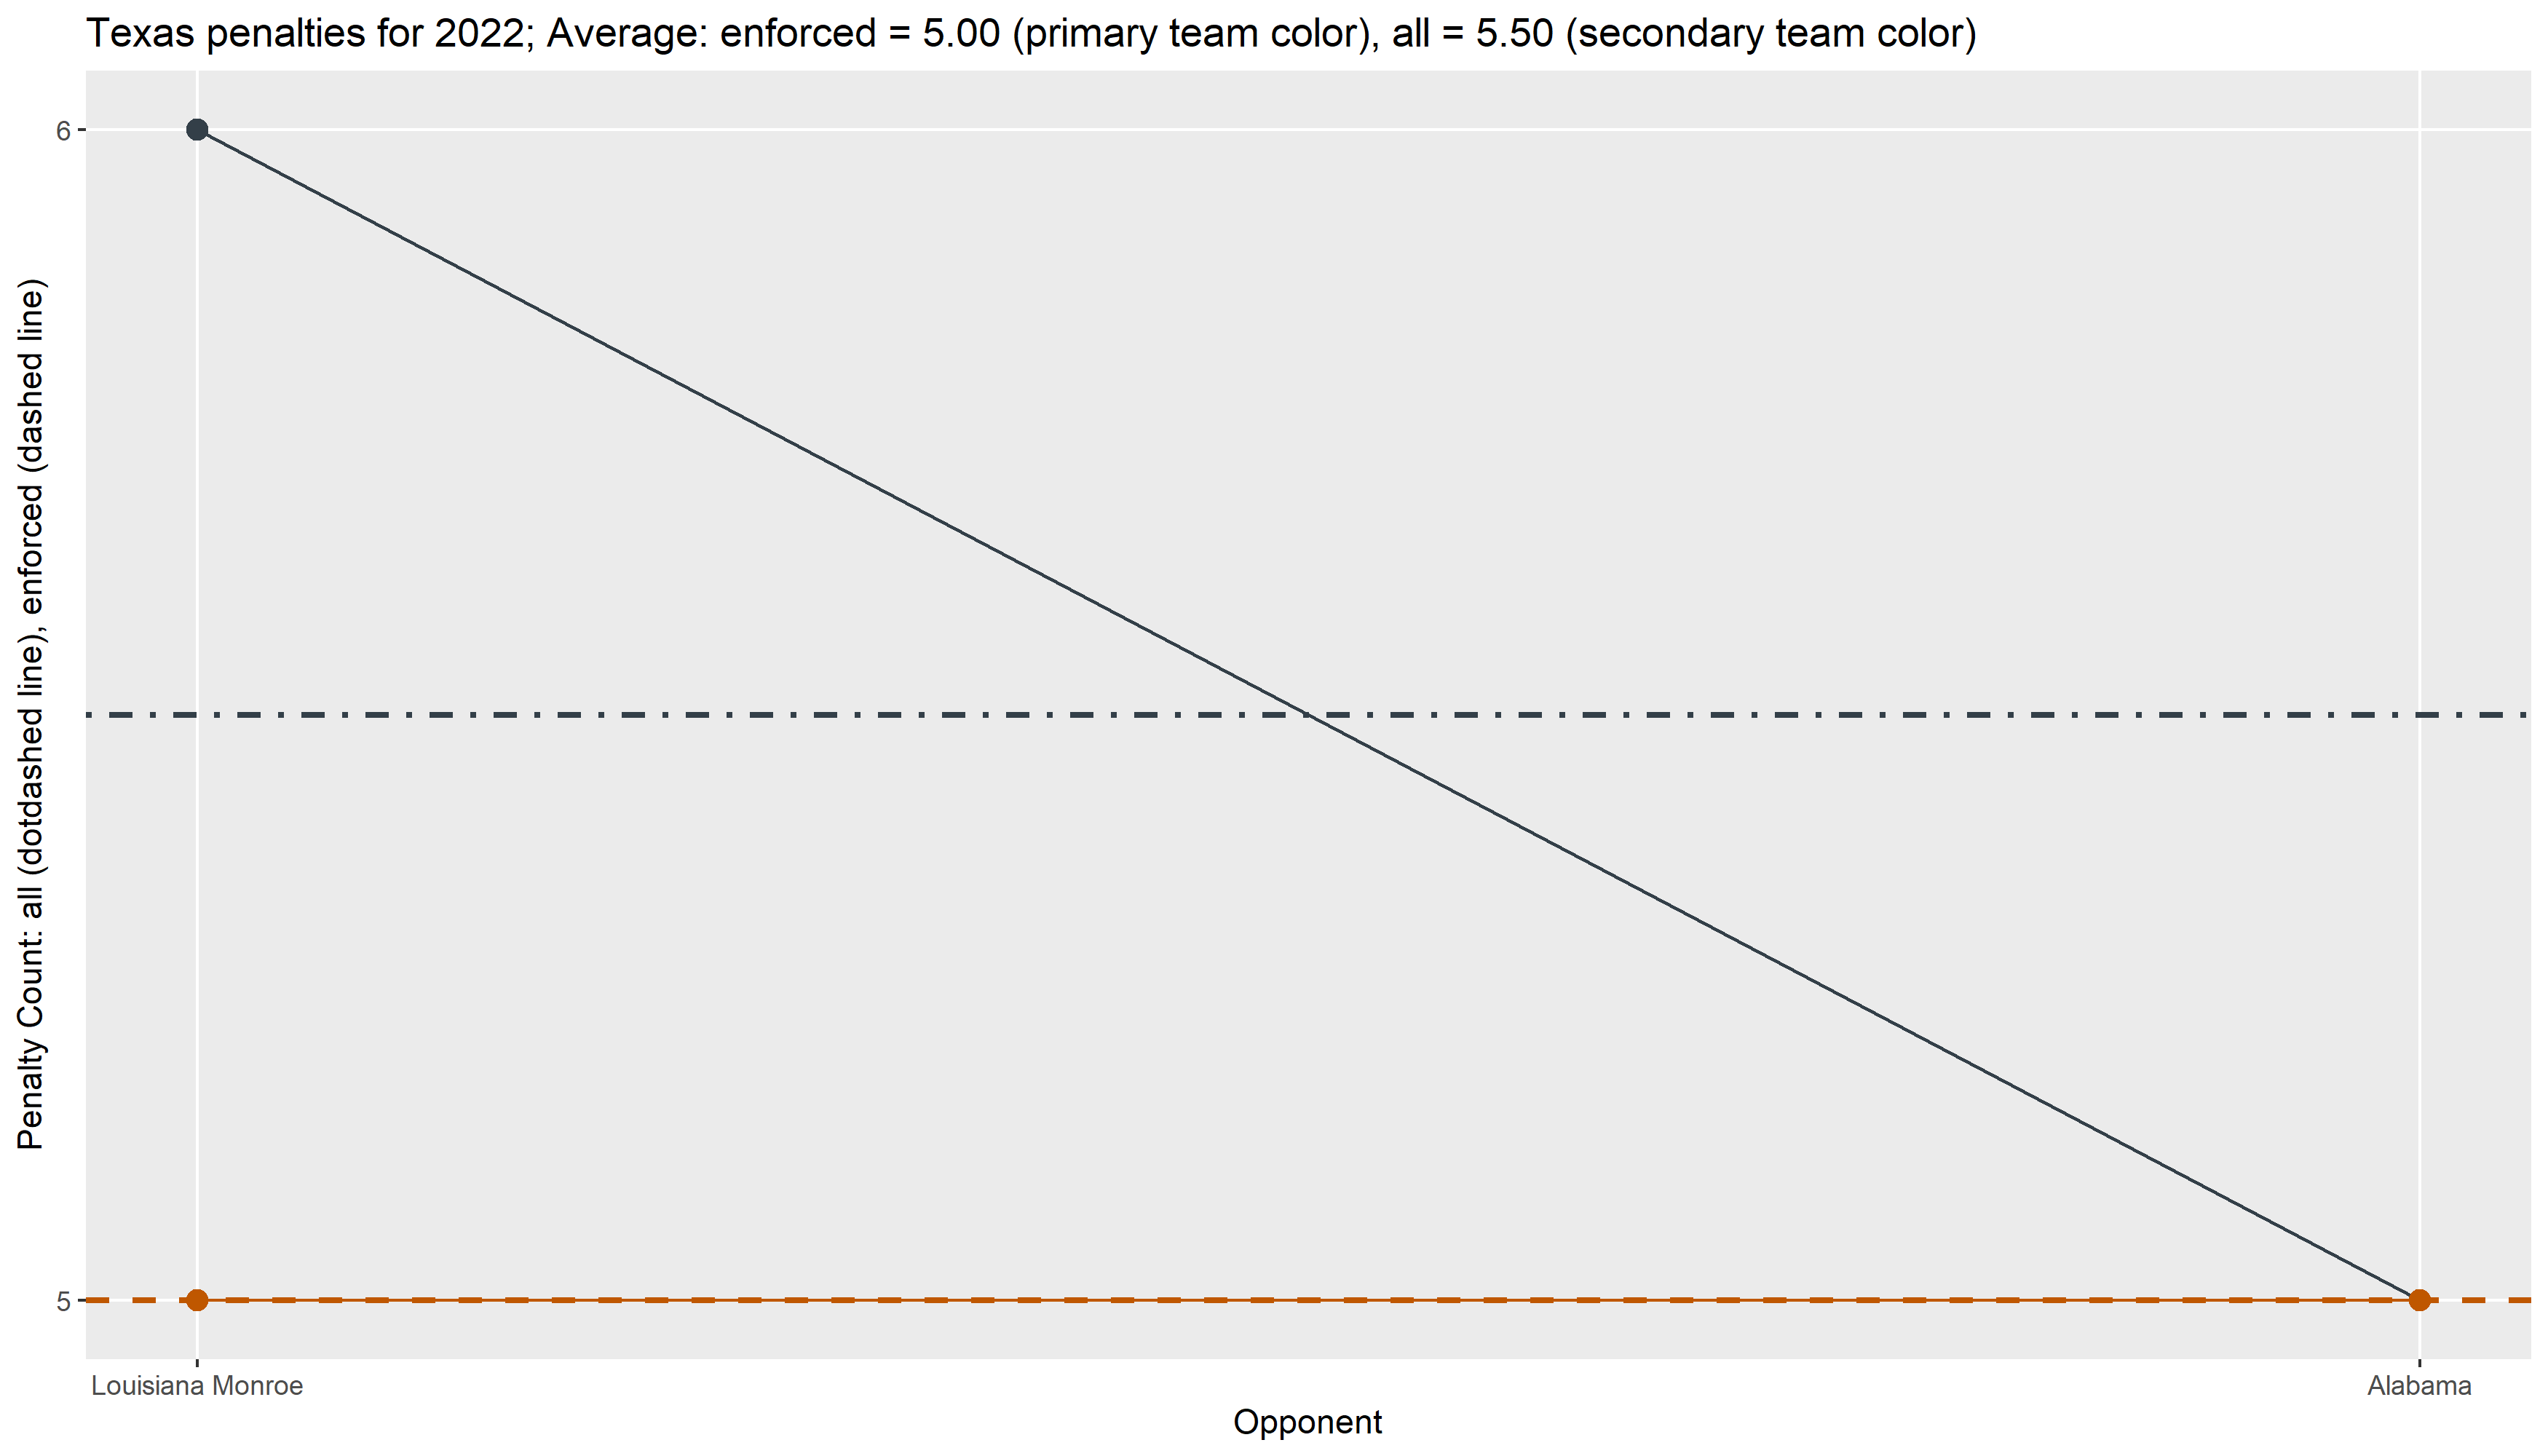 Texas penalties for 2022; Average: enforced = 5.00 (primary team color), all = 5.50 (secondary team color)
Penalty Count: all (dotdashed line), enforced (dashed line)
6
5
Louisiana Monroe
Alabama
Opponent